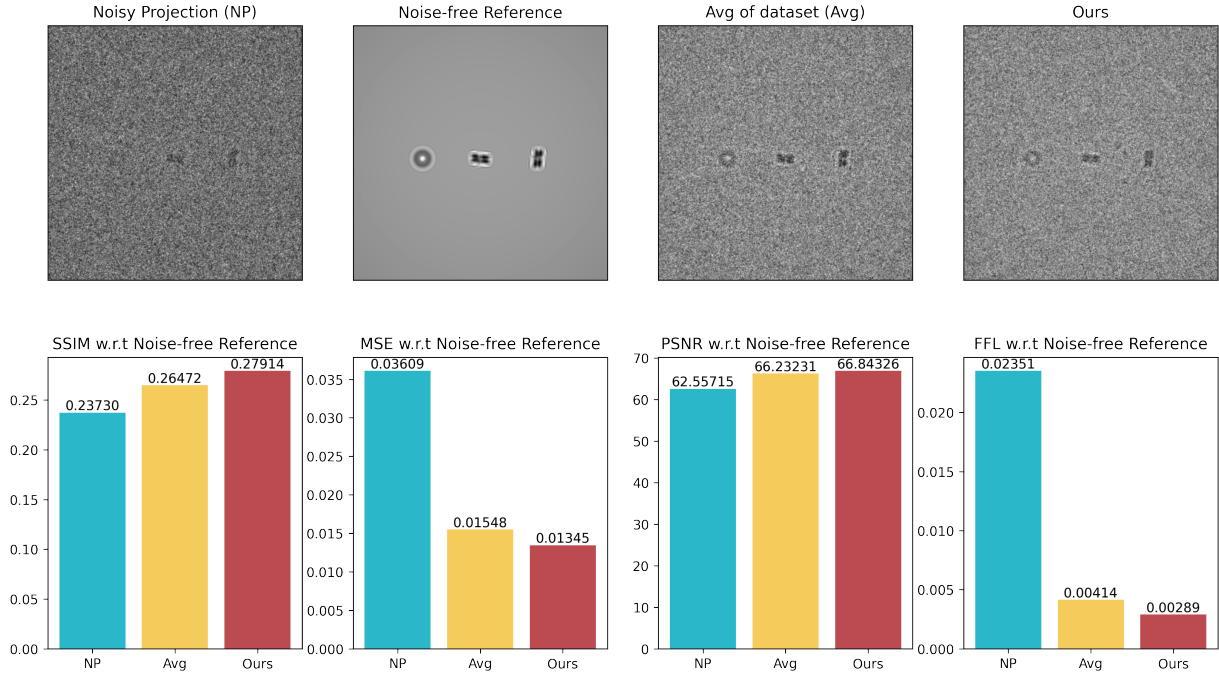 Noisy Projection (NP)
Noise-free Reference
Avg of dataset (Avg)
Ours
SSIM w.r.t Noise-free Reference
0.25
0.20
0.15
0.10
0.05
0.00
0.23730
0.26472
0.27914
NP
Avg
Ours
MSE w.r.t Noise-free Reference
0.035
0.030
0.025
0.020
0.015
0.010
0.005
0.000
0.03609
0.01548
0.01345
NP
Avg
Ours
PSNR w.r.t Noise-free Reference
70
60
50
40
30
20
10
0
62.55715
66.23231
66.84326
NP
Avg
Ours
FFL w.r.t Noise-free Reference
0.020
0.015
0.010
0.005
0.000
0.02351
0.00414
0.00289
NP
Avg
Ours